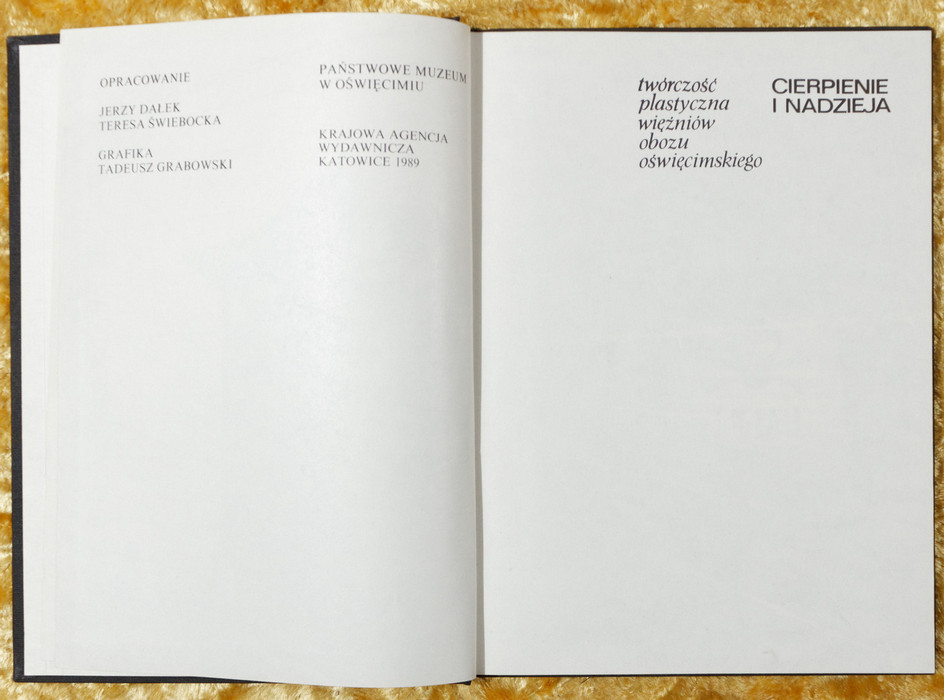 OPRACOWANIE
JERZY DAŁEK
TERESA ŚWIEBOCKA
GRAFIKA
TADEUSZ GRABOWSKI
PAŃSTWOWE MUZEUM
W OŚWIĘCIMIU
KRAJOWA AGENCJA
WYDAWNICZA
KATOWICE 1989
twórczość
plastyczna
więźniów
obozu
oświęcimskiego
CIERPIENIE
I NADZIEJA